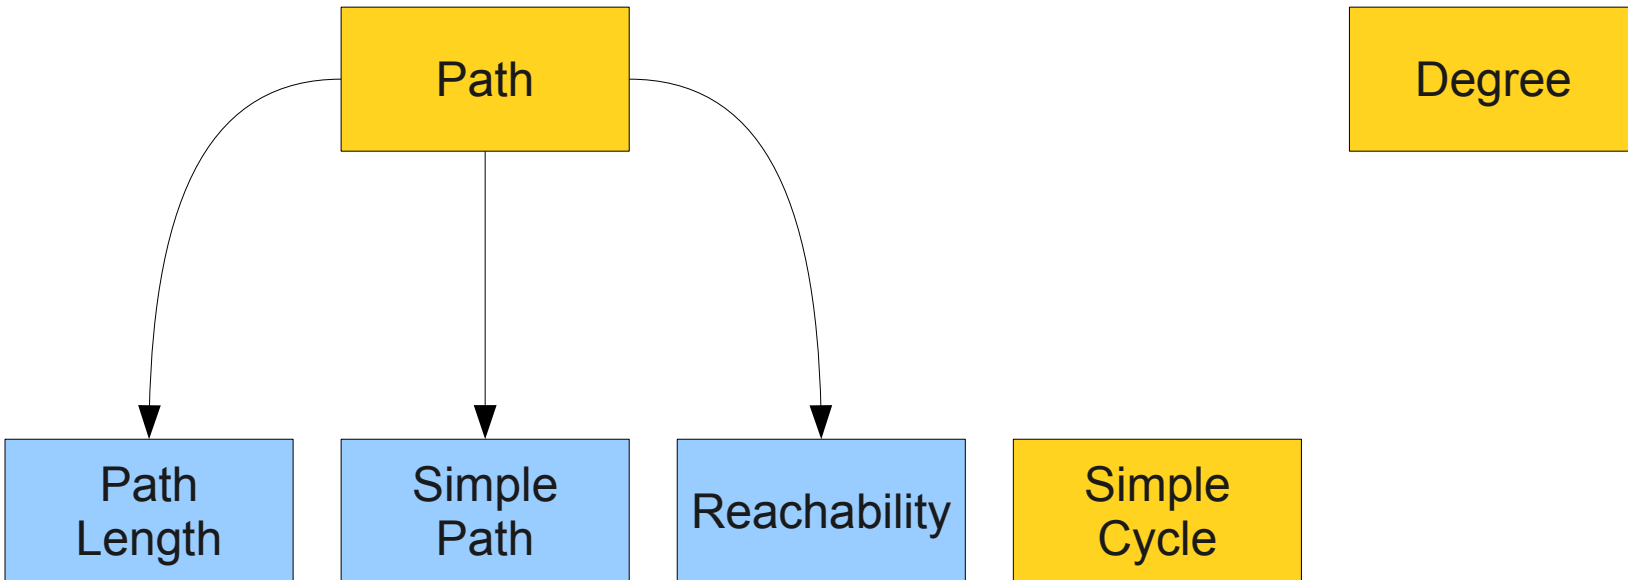 Path
Degree
Path
Length
Simple
Path
Reachability
Simple
Cycle